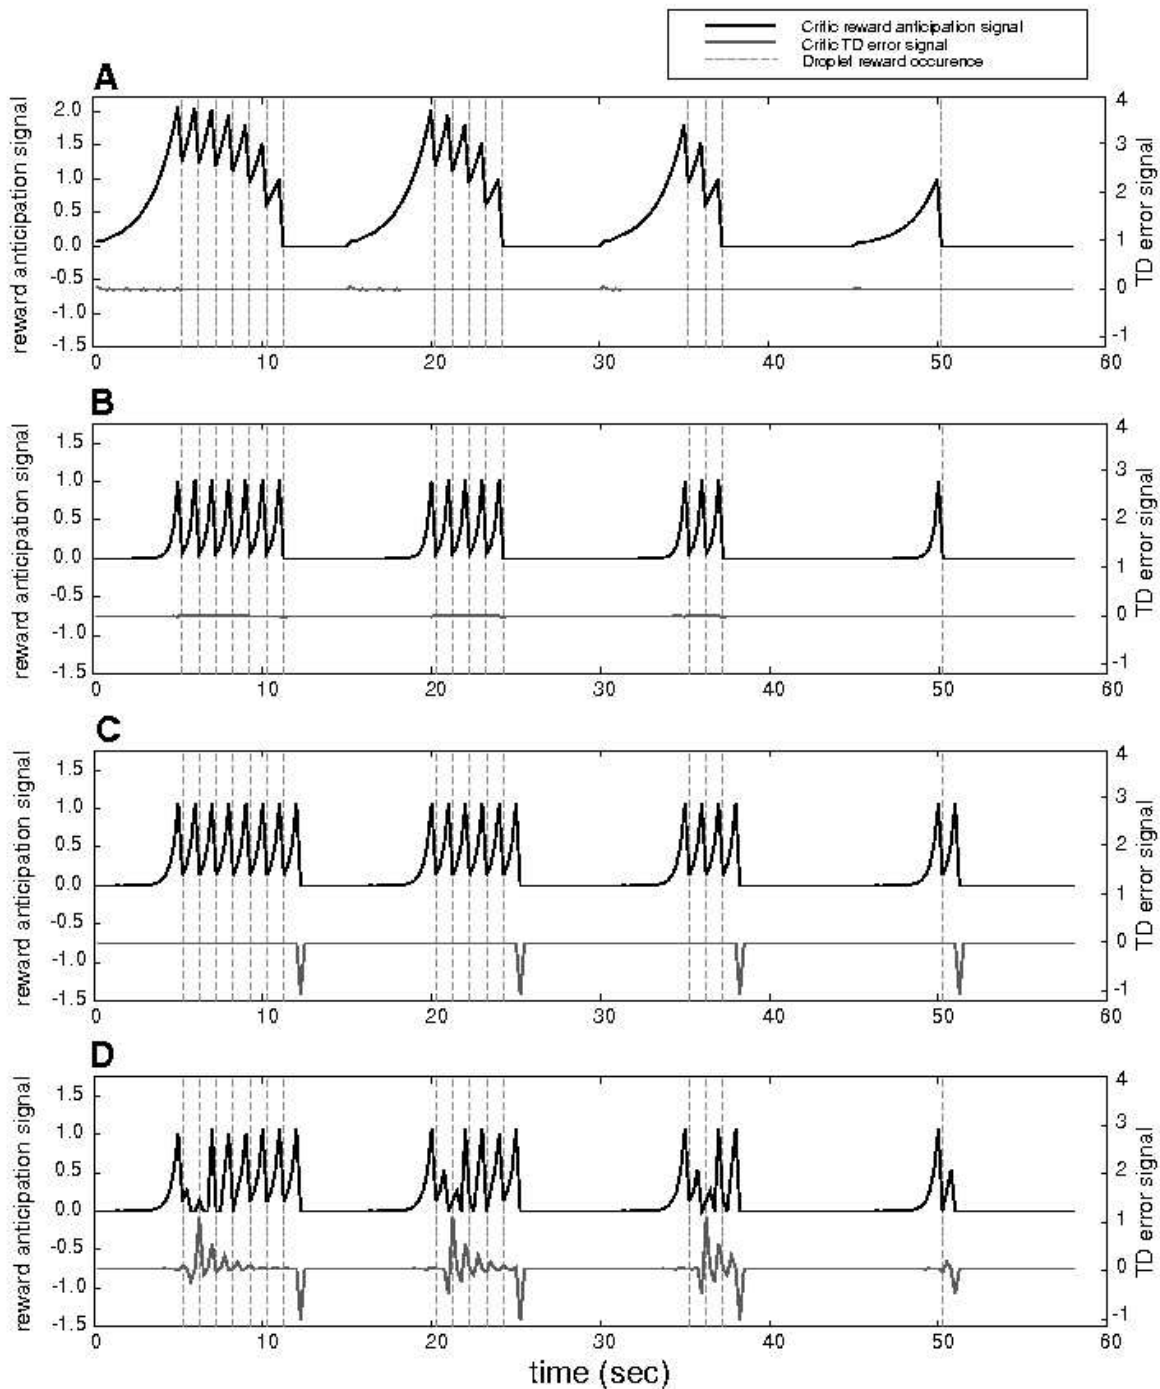 Critic reward anticipation signal
Critic TD error signal
Droplet reward occurence
A
reward anticipation signal
2.0
1.5
1.0
0.5
0.0
-0.5
-1.0
-1.5
4
3
2
1
0
-1
TD error signal
0 10 20 30 40 50 60
B
reward anticipation signal
1.5
1.0
0.5
0.0
-0.5
-1.0
-1.5
4
3
2
1
0
-1
TD error signal
0 10 20 30 40 50 60
C
reward anticipation signal
1.5
1.0
0.5
0.0
-0.5
-1.0
-1.5
4
3
2
1
0
-1
TD error signal
0 10 20 30 40 50 60
D
reward anticipation signal
1.5
1.0
0.5
0.0
-0.5
-1.0
-1.5
4
3
2
1
0
-1
TD error signal
0 10 20 30 40 50 60
time (sec)